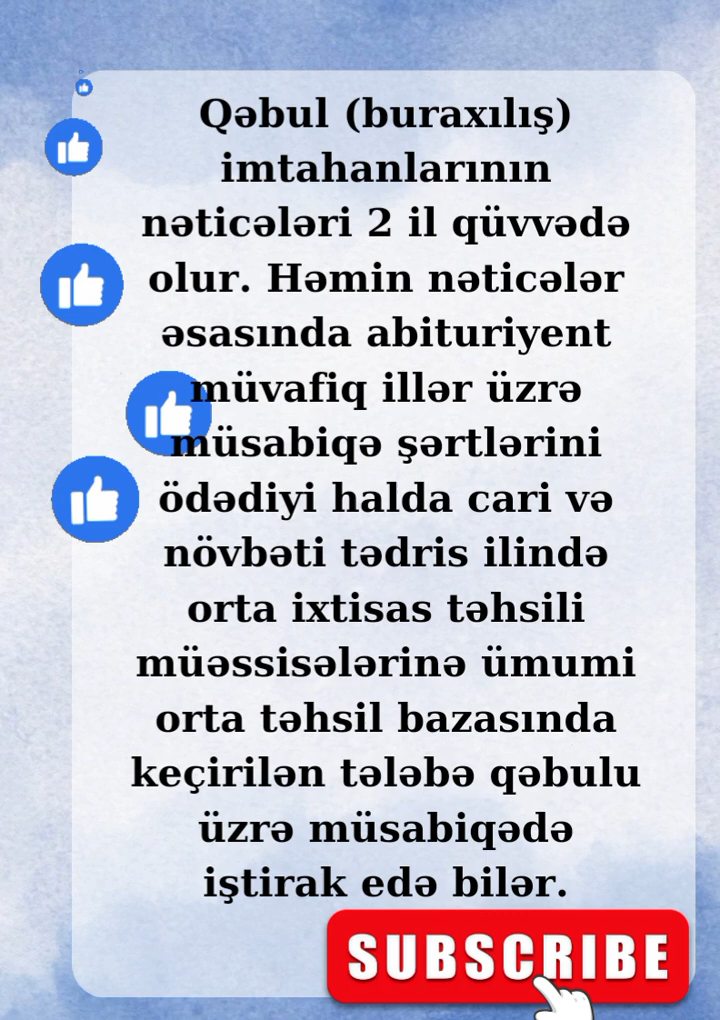 Qəbul (buraxılış)
imtahanlarının
nəticələri 2 il qüvvədə
olur. Həmin nəticələr
əsasında abituriyent
müvafiq illər üzrə
müsabiqə şərtlərini
ödədiyi halda cari və
növbəti tədris ilində
orta ixtisas təhsili
müəssisələrinə ümumi
orta təhsil bazasında
keçirilən tələbə qəbulu
üzrə müsabiqədə
iştirak edə bilər.
SUBSCRIBE